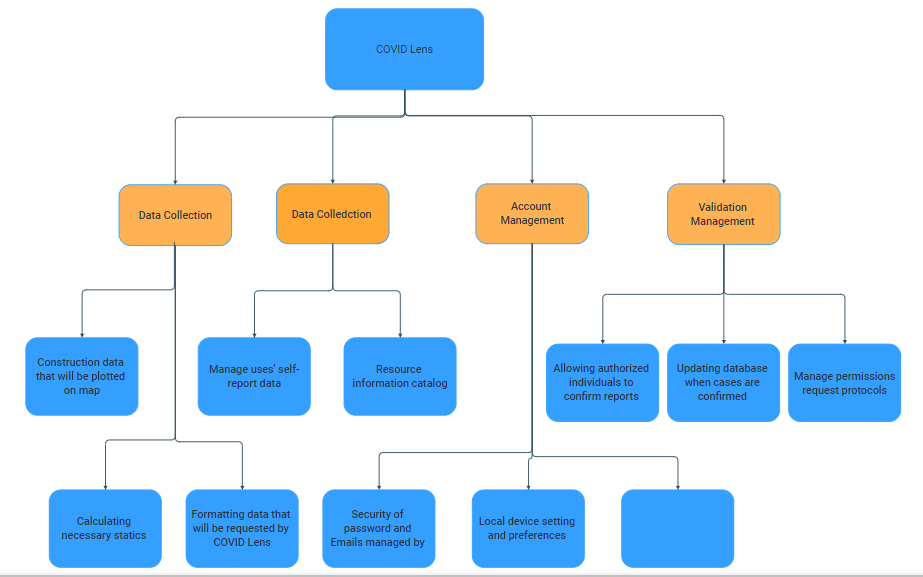 COVID Lens
Data Collection
Data Colledction
Account
Management
Validation
Management
Construction data
that will be plotted
on map
Manage uses' self-
report data
Resource
information catalog
Allowing authorized
individuals to
confirm reports
Updating database
when cases are
confirmed
Manage permissions
request protocols
Calculating
necessary statics
Formatting data that
will be requested by
COVID Lens
Security of
password and
Emails managed by
Local device setting
and preferences